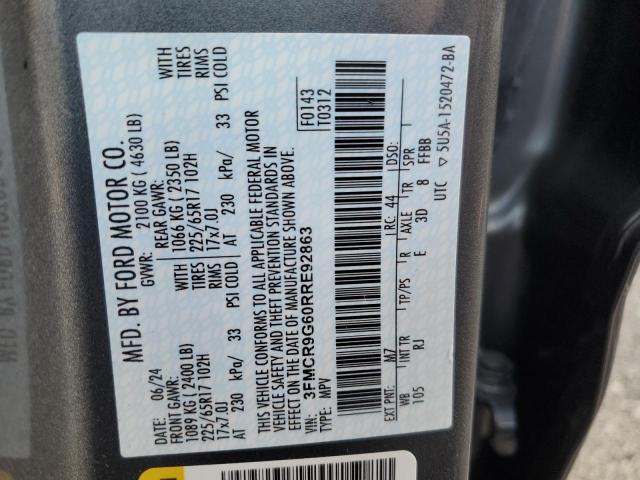 MFD. BY FORD MOTOR CO.
DATE: 06/24 GVWR: 2100 KG ( 4630 LB)
FRONT GAWR: REAR GAWR:
1089 KG ( 2400 LB) 1066 KG ( 2350 LB)
225/65R17 102H TIRES 225/65R17 102H TIRES
17x7.0J RIMS 17x7.0J RIMS
AT 230 kPa/ 33 PSI COLD AT 230 kPa/ 33 PSI COLD
THIS VEHICLE CONFORMS TO ALL APPLICABLE FEDERAL MOTOR
VEHICLE SAFETY AND THEFT PREVENTION STANDARDS IN
EFFECT ON THE DATE OF MANUFACTURE SHOWN ABOVE.
VIN: 3FMCR9G60RRE92863 F0143
TYPE: MPV T0312
EXT PNT: M7 RC: 44 DSO:
WB INT TR TP/PS R AXLE TR SPR
105 RJ E 3D 8 FFBB
UTC 5U5A-1520472-BA